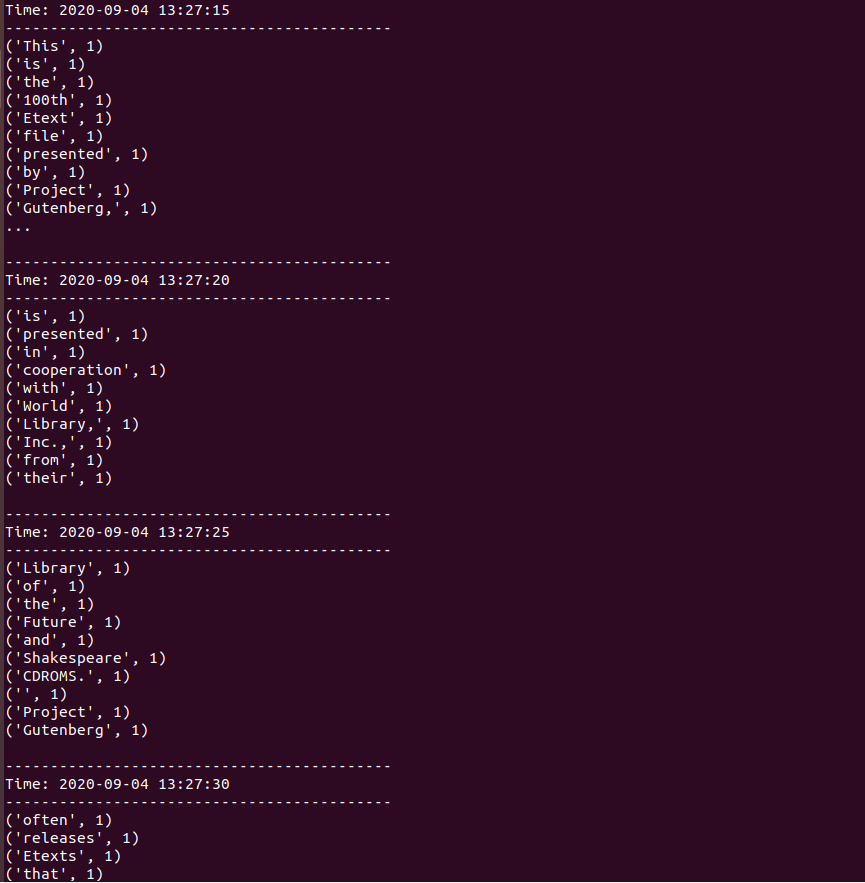 Time: 2020-09-04 13:27:15
-------------------------------------------
('This', 1)
('is', 1)
('the', 1)
('100th', 1)
('Etext', 1)
('file', 1)
('presented', 1)
('by', 1)
('Project', 1)
('Gutenberg,', 1)
...
-------------------------------------------
Time: 2020-09-04 13:27:20
-------------------------------------------
('is', 1)
('presented', 1)
('in', 1)
('cooperation', 1)
('with', 1)
('World', 1)
('Library,', 1)
('Inc.,', 1)
('from', 1)
('their', 1)
-------------------------------------------
Time: 2020-09-04 13:27:25
-------------------------------------------
('Library', 1)
('of', 1)
('the', 1)
('Future', 1)
('and', 1)
('Shakespeare', 1)
('CDROMS.', 1)
('', 1)
('Project', 1)
('Gutenberg', 1)
-------------------------------------------
Time: 2020-09-04 13:27:30
-------------------------------------------
('often', 1)
('releases', 1)
('Etexts', 1)
('that', 1)